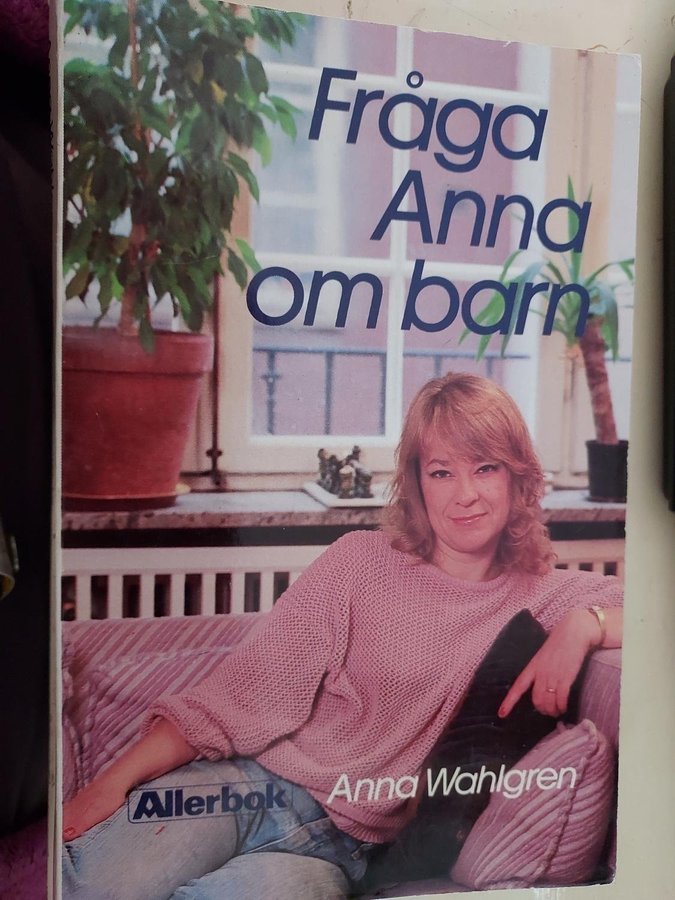 Fråga
Anna
om barn
Anna Wahlgren
Allerbok